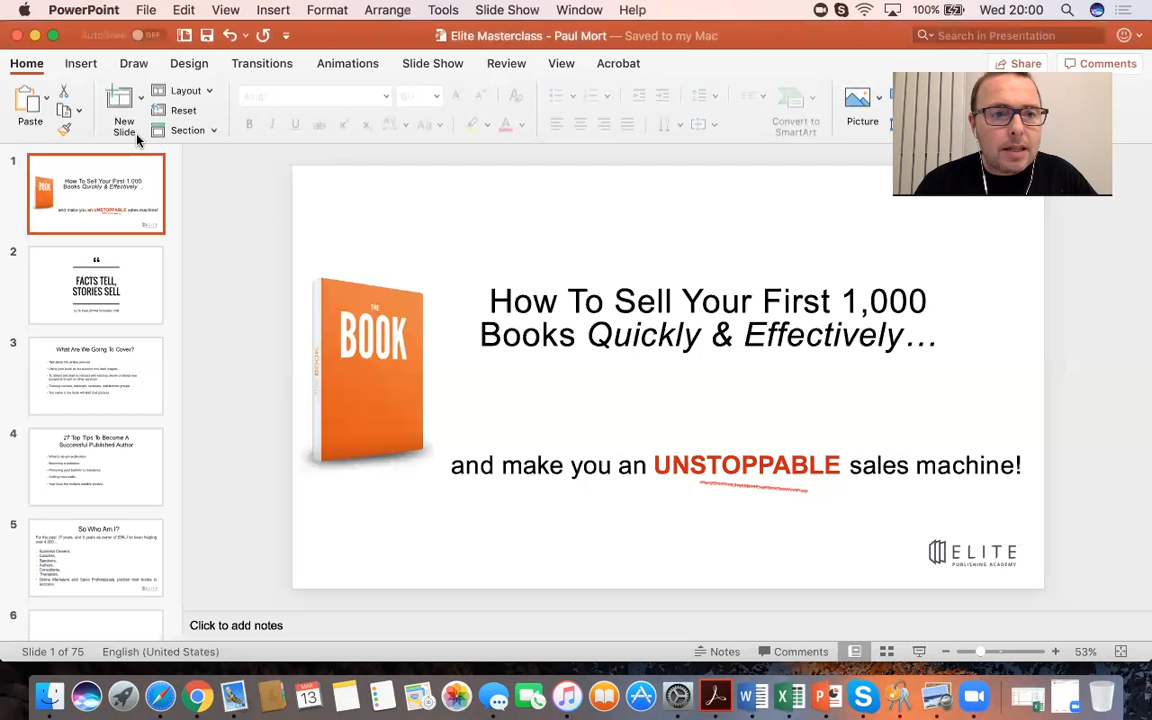 PowerPoint File Edit View Insert Format Arrange Tools Slide Show Window Help 100% Wed 20:00
AutoSave OFF Elite Masterclass - Paul Mort — Saved to my Mac Search in Presentation
Home Insert Draw Design Transitions Animations Slide Show Review View Acrobat Share Comments
Paste
New
Slide
Layout
Reset
Section
B I U
Convert to
SmartArt
Picture
1
How To Sell Your First 1,000
Books Quickly & Effectively...
and make you an UNSTOPPABLE sales machine!
2
“
FACTS TELL,
STORIES SELL
3
What Are We Going To Cover?
4
27 Top Tips To Become A
Successful Published Author
5
So Who Am I?
6
THE
BOOK
BOOK
How To Sell Your First 1,000
Books Quickly & Effectively...
and make you an UNSTOPPABLE sales machine!
ELITE
PUBLISHING ACADEMY
Click to add notes
Slide 1 of 75 English (United States) Notes Comments 53%
MAR
13